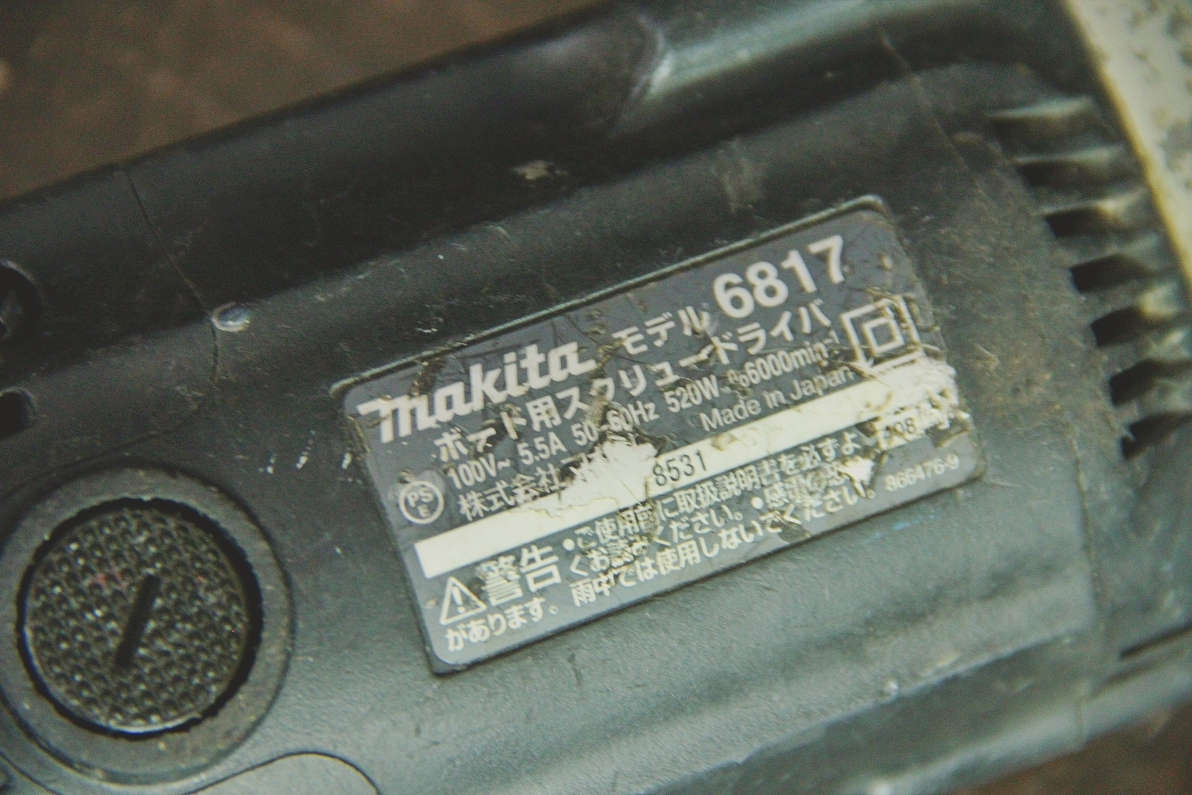 makita モデル 6817
ボード用スクリュードライバ
100V~ 5.5A 50-60Hz 520W 6000min-1
PS E 株式会社 Made in Japan
8531
警告 •ご使用前に取扱説明書を必ずよ
くお読みください。
があります。 雨中では使用しないでください。 866476-9